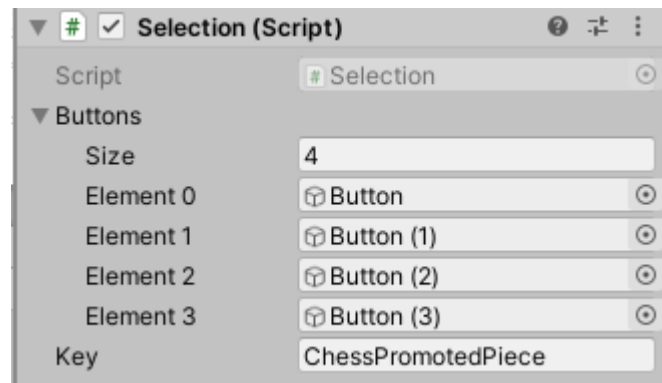 Selection (Script)
Script # Selection
Buttons
Size 4
Element 0 Button
Element 1 Button (1)
Element 2 Button (2)
Element 3 Button (3)
Key ChessPromotedPiece